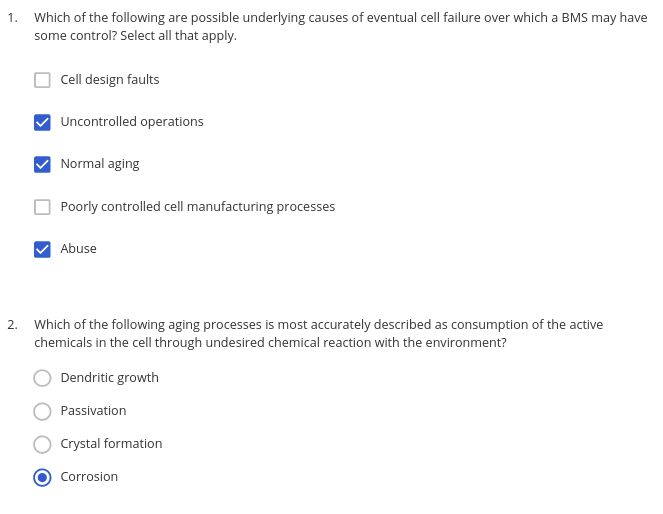 1. Which of the following are possible underlying causes of eventual cell failure over which a BMS may have
some control? Select all that apply.
Cell design faults
Uncontrolled operations
Normal aging
Poorly controlled cell manufacturing processes
Abuse
2. Which of the following aging processes is most accurately described as consumption of the active
chemicals in the cell through undesired chemical reaction with the environment?
Dendritic growth
Passivation
Crystal formation
Corrosion